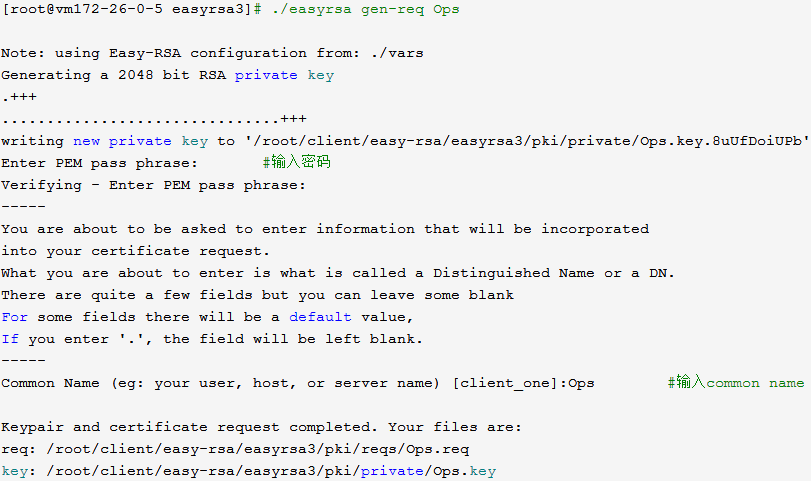 [root@vm172-26-0-5 easyrsa3]# ./easyrsa gen-req Ops
Note: using Easy-RSA configuration from: ./vars
Generating a 2048 bit RSA private key
.+++
...............................+++
writing new private key to '/root/client/easy-rsa/easyrsa3/pki/private/Ops.key.8uUfDoiUPb'
Enter PEM pass phrase:       #输入密码
Verifying - Enter PEM pass phrase:
-----
You are about to be asked to enter information that will be incorporated
into your certificate request.
What you are about to enter is what is called a Distinguished Name or a DN.
There are quite a few fields but you can leave some blank
For some fields there will be a default value,
If you enter '.', the field will be left blank.
-----
Common Name (eg: your user, host, or server name) [client_one]:Ops        #输入common name
Keypair and certificate request completed. Your files are:
req: /root/client/easy-rsa/easyrsa3/pki/reqs/Ops.req
key: /root/client/easy-rsa/easyrsa3/pki/private/Ops.key